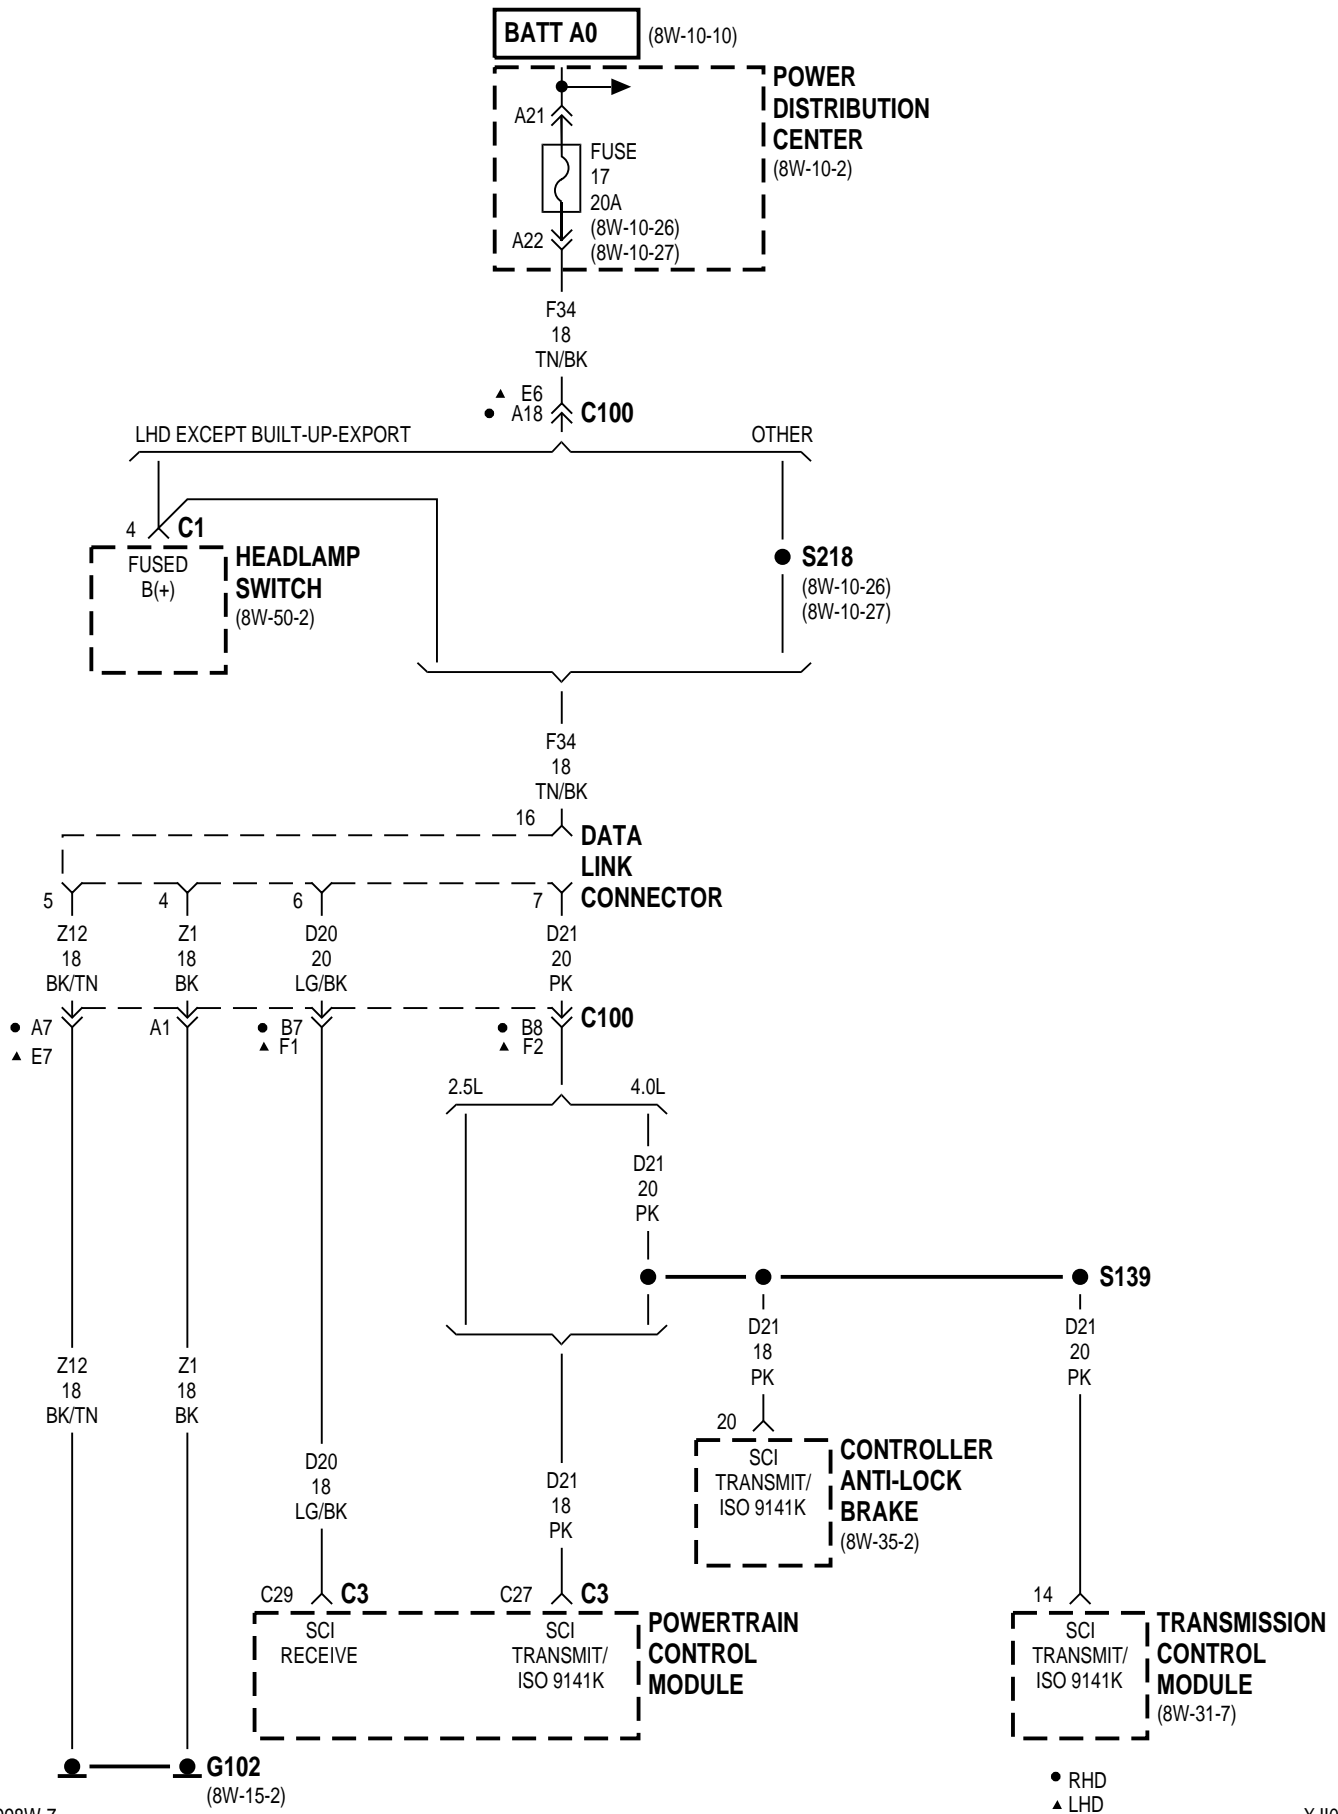 BATT A0 (8W-10-10)
POWER
DISTRIBUTION
CENTER
(8W-10-2)
A21
FUSE
17
20A
(8W-10-26)
(8W-10-27)
A22
F34
18
TN/BK
▲ E6
● A18
C100
LHD EXCEPT BUILT-UP-EXPORT
OTHER
4 C1
FUSED
B(+)
HEADLAMP
SWITCH
(8W-50-2)
S218
(8W-10-26)
(8W-10-27)
F34
18
TN/BK
16
DATA
LINK
CONNECTOR
5 4 6 7
Z12
18
BK/TN
Z1
18
BK
D20
20
LG/BK
D21
20
PK
● A7
▲ E7
A1
● B7
▲ F1
● B8
▲ F2
C100
2.5L 4.0L
D21
20
PK
S139
D21
18
PK
D21
20
PK
Z12
18
BK/TN
Z1
18
BK
20
SCI
TRANSMIT/
ISO 9141K
CONTROLLER
ANTI-LOCK
BRAKE
(8W-35-2)
D20
18
LG/BK
D21
18
PK
C29 C3
C27 C3
SCI
RECEIVE
SCI
TRANSMIT/
ISO 9141K
POWERTRAIN
CONTROL
MODULE
14
SCI
TRANSMIT/
ISO 9141K
TRANSMISSION
CONTROL
MODULE
(8W-31-7)
G102
(8W-15-2)
● RHD
▲ LHD